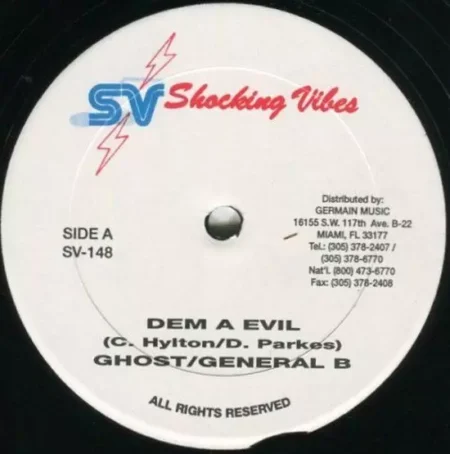 SV Shocking Vibes
Distributed by:
GERMAIN MUSIC
16155 S.W. 117th Ave. B-22
MIAMI, FL 33177
Tel.: (305) 378-2407 /
(305) 378-6770
Nat'l. (800) 473-6770
Fax: (305) 378-2408
SIDE A
SV-148
DEM A EVIL
(C. Hylton/D. Parkes)
GHOST/GENERAL B
ALL RIGHTS RESERVED